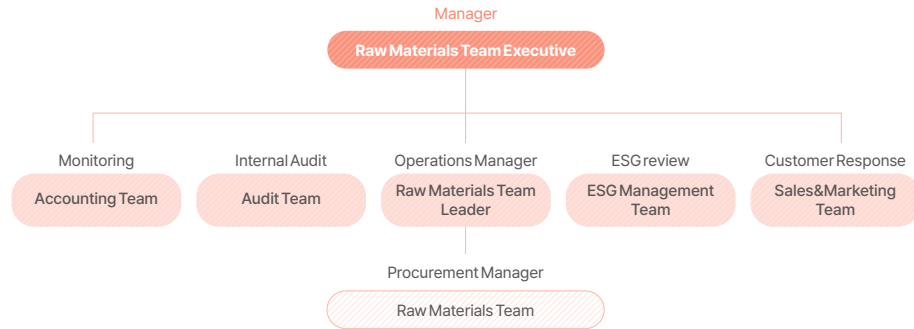 Manager
Raw Materials Team Executive
Monitoring
Accounting Team
Internal Audit
Audit Team
Operations Manager
Raw Materials Team
Leader
ESG review
ESG Management
Team
Customer Response
Sales&Marketing
Team
Procurement Manager
Raw Materials Team